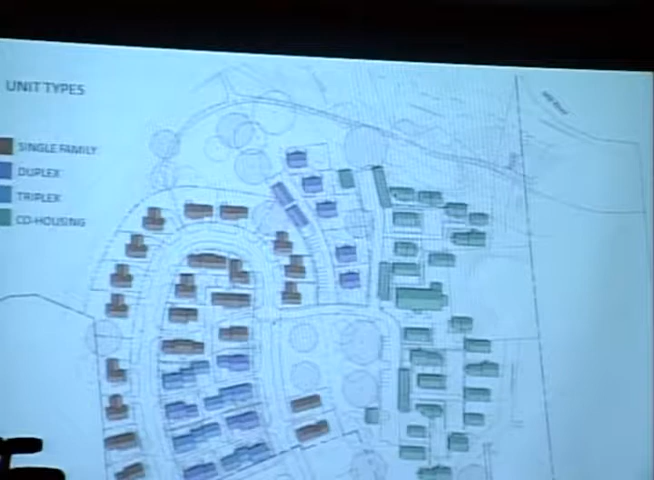 UNIT TYPES
SINGLE FAMILY
DUPLEX
TRIPLEX
CO-HOUSING